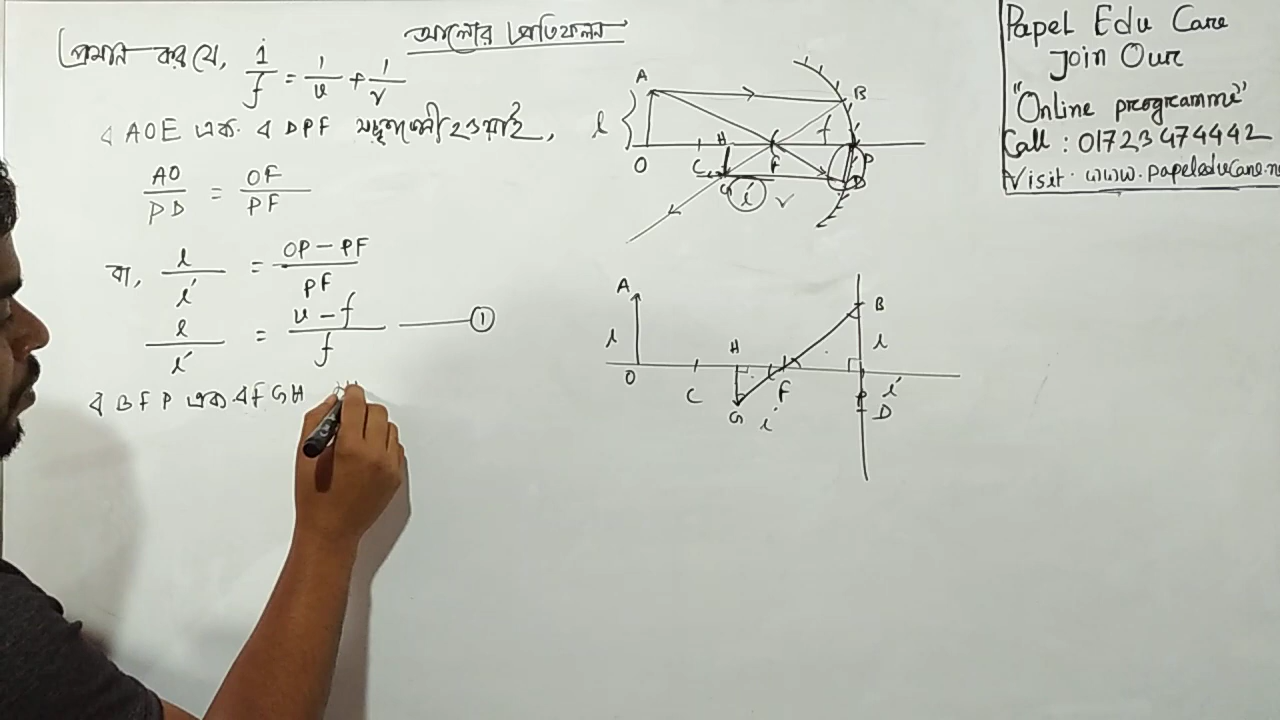 আলোর প্রতিফলন
প্রমান কর যে, 1/f = 1/u + 1/v
Δ AOE এবং Δ DPF সদৃশকোণী হওয়ায়,
AO/PD = OF/PF
বা, l/l′ = OP − PF/PF
l/l′ = u − f/f ——— ①
Δ BFP এবং ΔFGH
A
B
l
f
H
O
C
F
P
G
D
l′
v
A
B
l
l
H
O
C
F
P
l′
G
l′
D
Papel Edu Care
Join Our
"Online programme"
Call : 01723474442
Visit: www.papeleducare.n